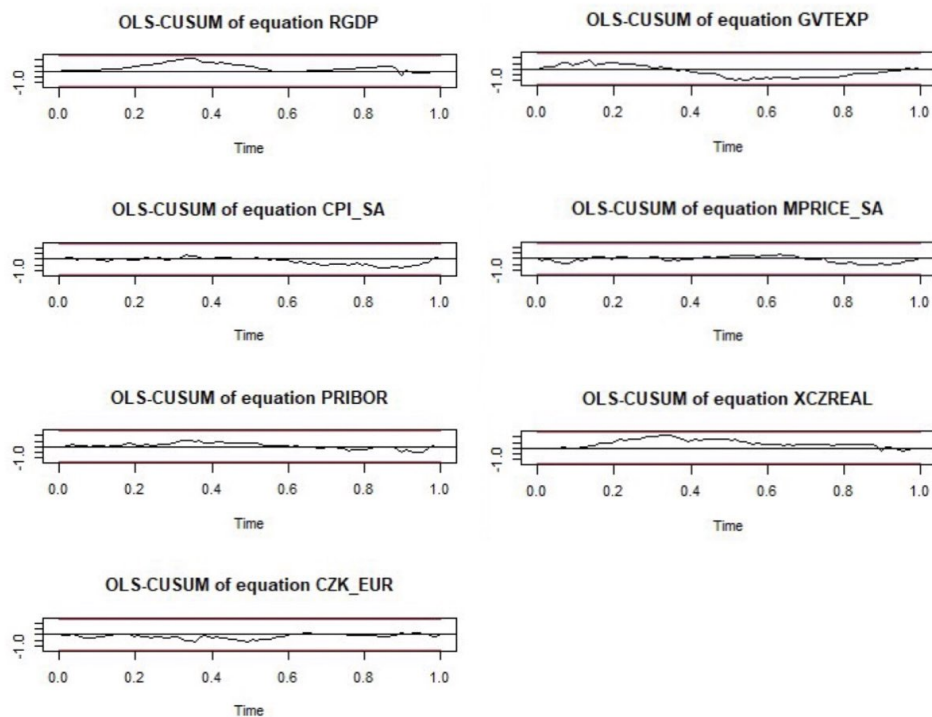 OLS-CUSUM of equation RGDP
-1.0
0.0 0.2 0.4 0.6 0.8 1.0
Time
OLS-CUSUM of equation GVTEXP
-1.0
0.0 0.2 0.4 0.6 0.8 1.0
Time
OLS-CUSUM of equation CPI_SA
-1.0
0.0 0.2 0.4 0.6 0.8 1.0
Time
OLS-CUSUM of equation MPRICE_SA
-1.0
0.0 0.2 0.4 0.6 0.8 1.0
Time
OLS-CUSUM of equation PRIBOR
-1.0
0.0 0.2 0.4 0.6 0.8 1.0
Time
OLS-CUSUM of equation XCZREAL
-1.0
0.0 0.2 0.4 0.6 0.8 1.0
Time
OLS-CUSUM of equation CZK_EUR
-1.0
0.0 0.2 0.4 0.6 0.8 1.0
Time